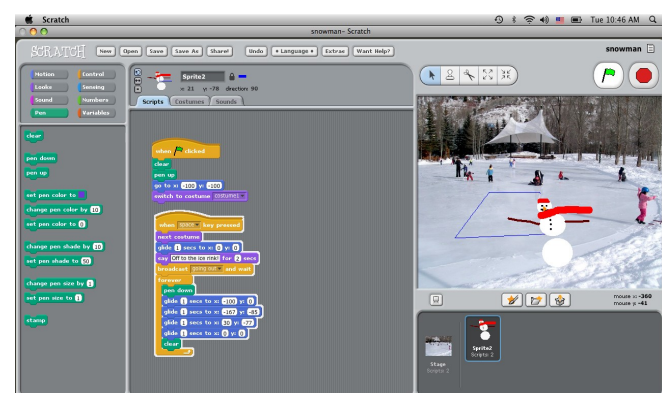 Scratch
Tue 10:46 AM
snowman- Scratch
SCRATCH New Open Save Save As Share! Undo Language Extras Want Help? snowman
Motion Control
Looks Sensing
Sound Numbers
Pen Variables
clear
pen down
pen up
set pen color to
change pen color by 10
set pen color to 0
change pen shade by 10
set pen shade to 50
change pen size by 1
set pen size to 1
stamp
Sprite2
x: 21 y: -78 direction: 90
Scripts Costumes Sounds
when clicked
clear
pen up
go to x: -100 y: -100
switch to costume costume1
when space key pressed
next costume
glide 1 secs to x: 0 y: 0
say Off to the ice rink! for 2 secs
broadcast going out and wait
forever
pen down
glide 1 secs to x: -100 y: 0
glide 1 secs to x: -167 y: -85
glide 1 secs to x: 30 y: -77
glide 1 secs to x: 0 y: 0
clear
mouse x: -360
mouse y: -41
Stage
Scripts: 2
Sprite2
Scripts: 2